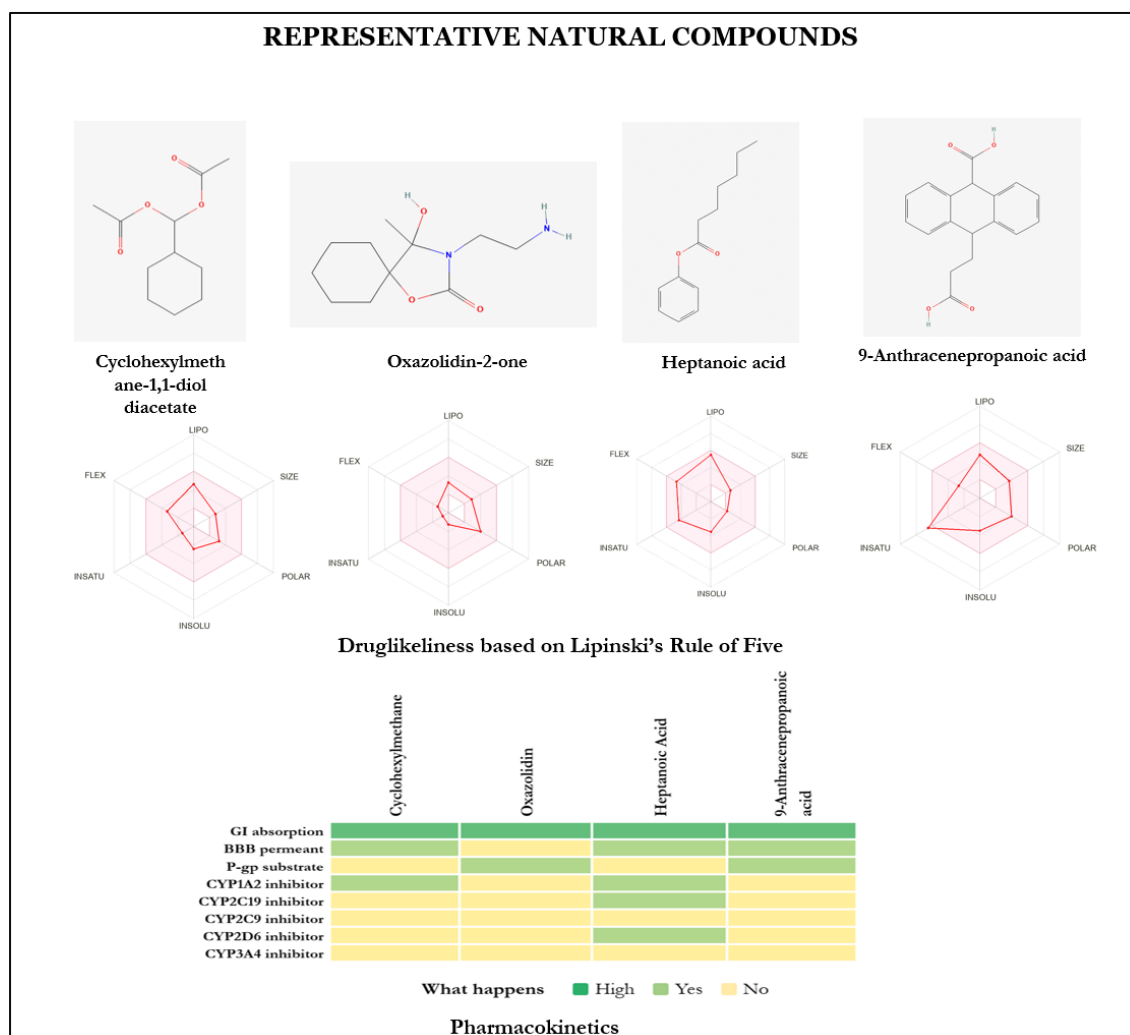 REPRESENTATIVE NATURAL COMPOUNDS
O
O
O
O
H
O
N
H
N
H
O
O
O
O
H
O
O
O
O
H
Cyclohexylmeth
ane-1,1-diol
diacetate
Oxazolidin-2-one
Heptanoic acid
9-Anthracenepropanoic acid
LIPO
FLEX
SIZE
INSATU
POLAR
INSOLU
LIPO
FLEX
SIZE
INSATU
POLAR
INSOLU
LIPO
FLEX
SIZE
INSATU
POLAR
INSOLU
LIPO
FLEX
SIZE
INSATU
POLAR
INSOLU
Druglikeliness based on Lipinski's Rule of Five
Cyclohexylmethane
Oxazolidin
Heptanoic Acid
9-Anthracenepropanoic
acid
GI absorption
BBB permeant
P-gp substrate
CYP1A2 inhibitor
CYP2C19 inhibitor
CYP2C9 inhibitor
CYP2D6 inhibitor
CYP3A4 inhibitor
What happens High Yes No
Pharmacokinetics